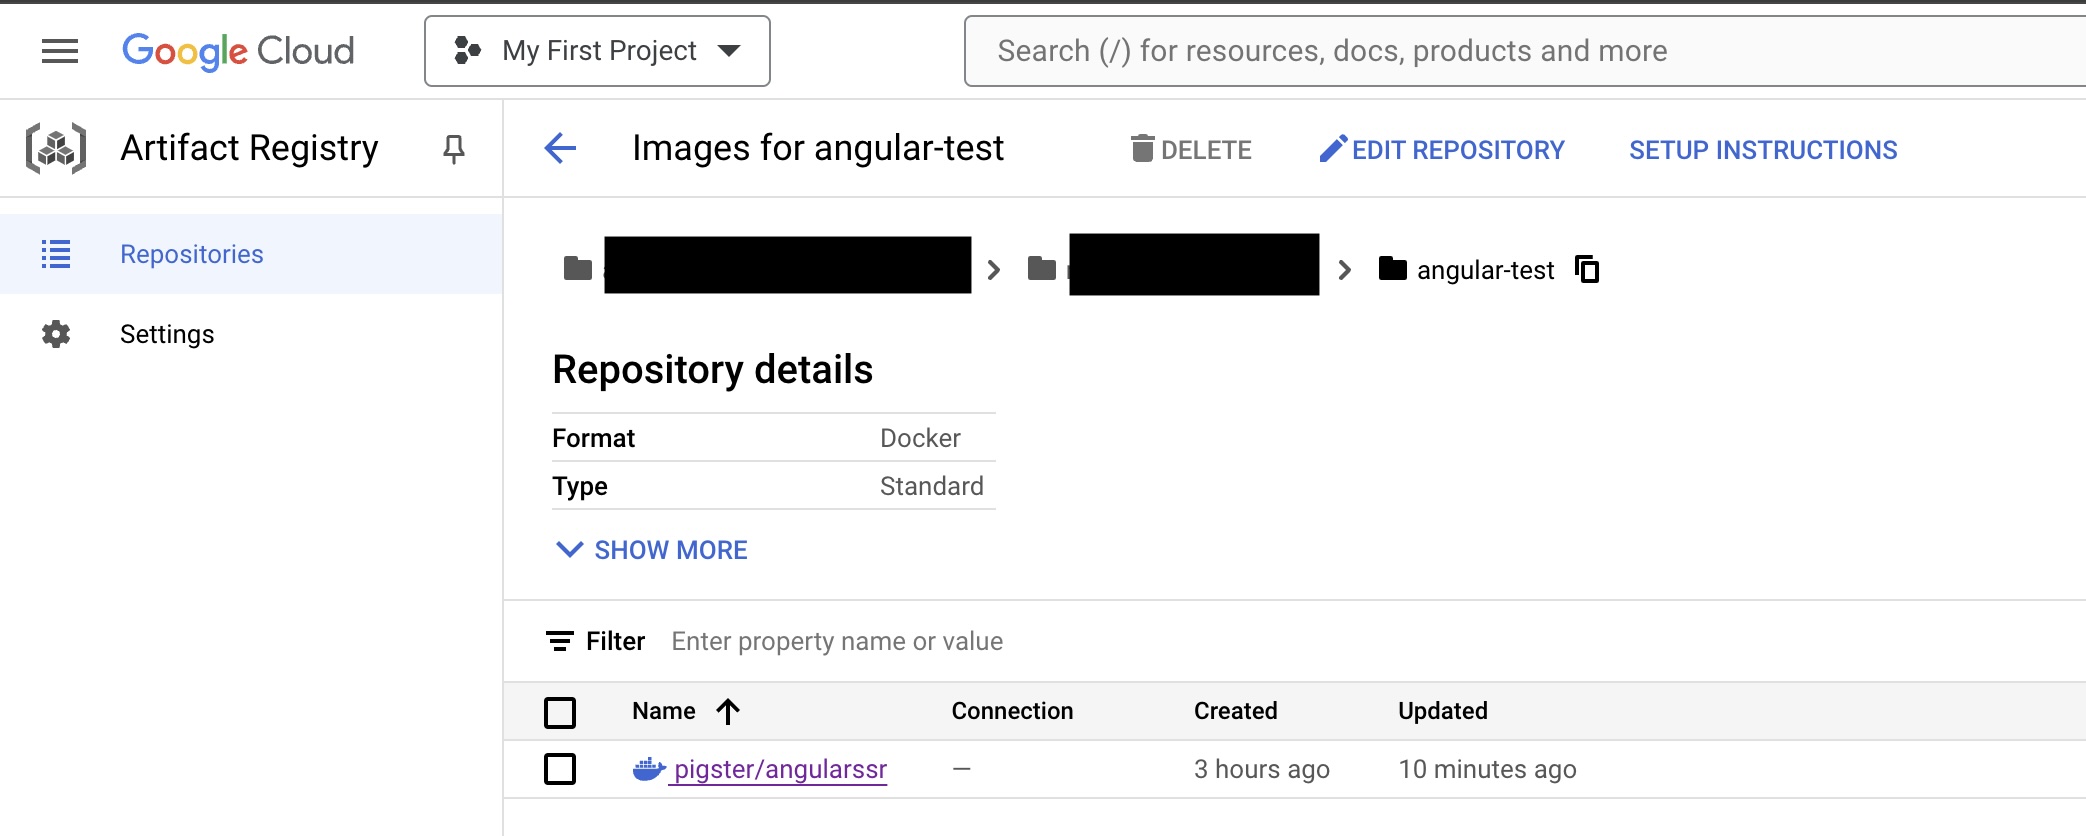 Google Cloud
My First Project
Search (/) for resources, docs, products and more
Artifact Registry
Images for angular-test
DELETE
EDIT REPOSITORY
SETUP INSTRUCTIONS
Repositories
Settings
angular-test
Repository details
Format Docker
Type Standard
SHOW MORE
Filter Enter property name or value
Name Connection Created Updated
pigster/angularssr – 3 hours ago 10 minutes ago